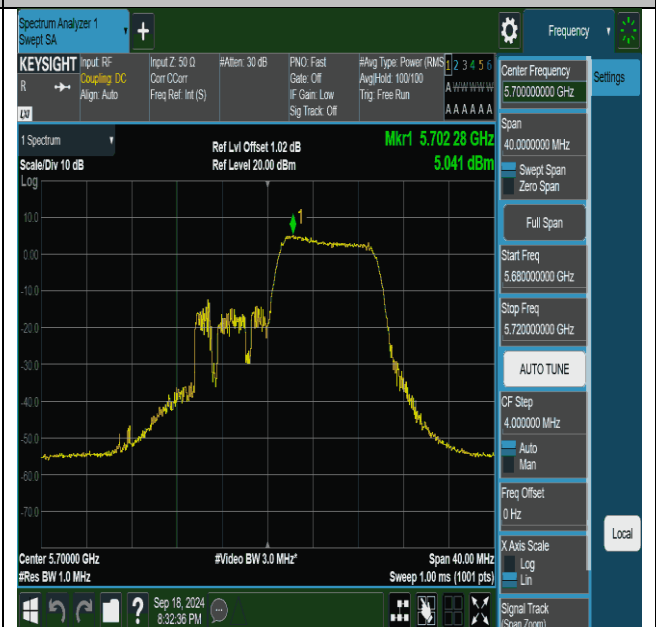 Spectrum Analyzer 1
Swept SA
Frequency
KEYSIGHT
R
LXI
Input: RF
Coupling: DC
Align: Auto
Input Z: 50 Ω
Corr CCorr
Freq Ref: Int (S)
#Atten: 30 dB
PNO: Fast
Gate: Off
IF Gain: Low
Sig Track: Off
#Avg Type: Power (RMS
Avg|Hold: 100/100
Trig: Free Run
1 2 3 4 5 6
A W W W W W
A A A A A A
1 Spectrum
Scale/Div 10 dB
Log
Ref Lvl Offset 1.02 dB
Ref Level 20.00 dBm
Mkr1 5.702 28 GHz
5.041 dBm
1
10.0
0.00
-10.0
-20.0
-30.0
-40.0
-50.0
-60.0
-70.0
Center 5.70000 GHz
#Res BW 1.0 MHz
#Video BW 3.0 MHz*
Span 40.00 MHz
Sweep 1.00 ms (1001 pts)
Center Frequency
5.700000000 GHz
Settings
Span
40.0000000 MHz
Swept Span
Zero Span
Full Span
Start Freq
5.680000000 GHz
Stop Freq
5.720000000 GHz
AUTO TUNE
CF Step
4.000000 MHz
Auto
Man
Freq Offset
0 Hz
X Axis Scale
Log
Lin
Local
Signal Track
(Span Zoom)
?
Sep 18, 2024
8:32:36 PM